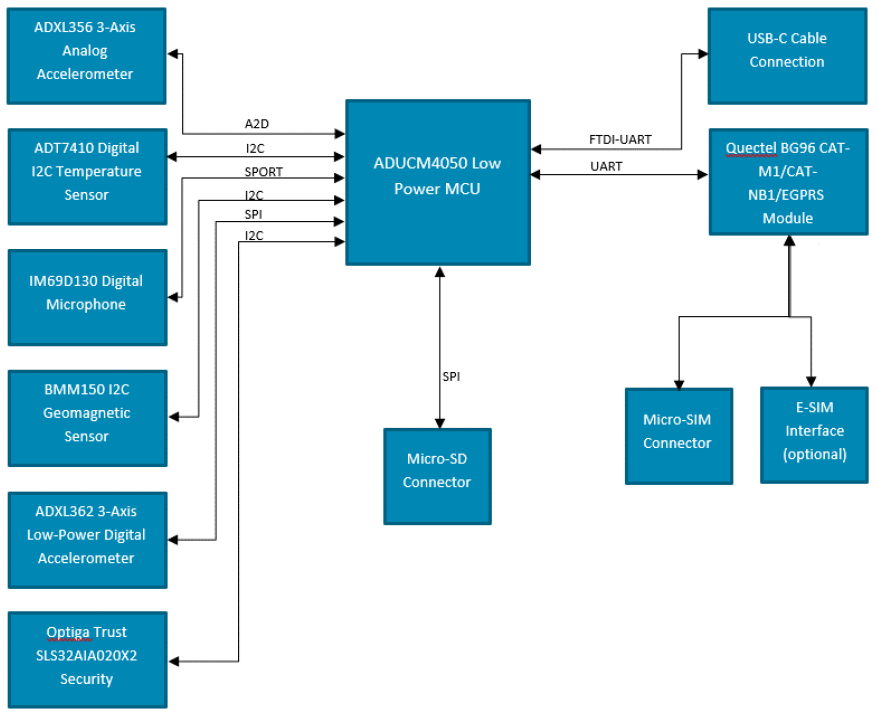 ADXL356 3-Axis
Analog
Accelerometer
ADT7410 Digital
I2C Temperature
Sensor
IM69D130 Digital
Microphone
BMM150 I2C
Geomagnetic
Sensor
ADXL362 3-Axis
Low-Power Digital
Accelerometer
Optiga Trust
SLS32AIA020X2
Security
A2D
I2C
SPORT
I2C
SPI
I2C
ADUCM4050 Low
Power MCU
SPI
Micro-SD
Connector
FTDI-UART
UART
USB-C Cable
Connection
Quectel BG96 CAT-
M1/CAT-
NB1/EGPRS
Module
Micro-SIM
Connector
E-SIM
Interface
(optional)